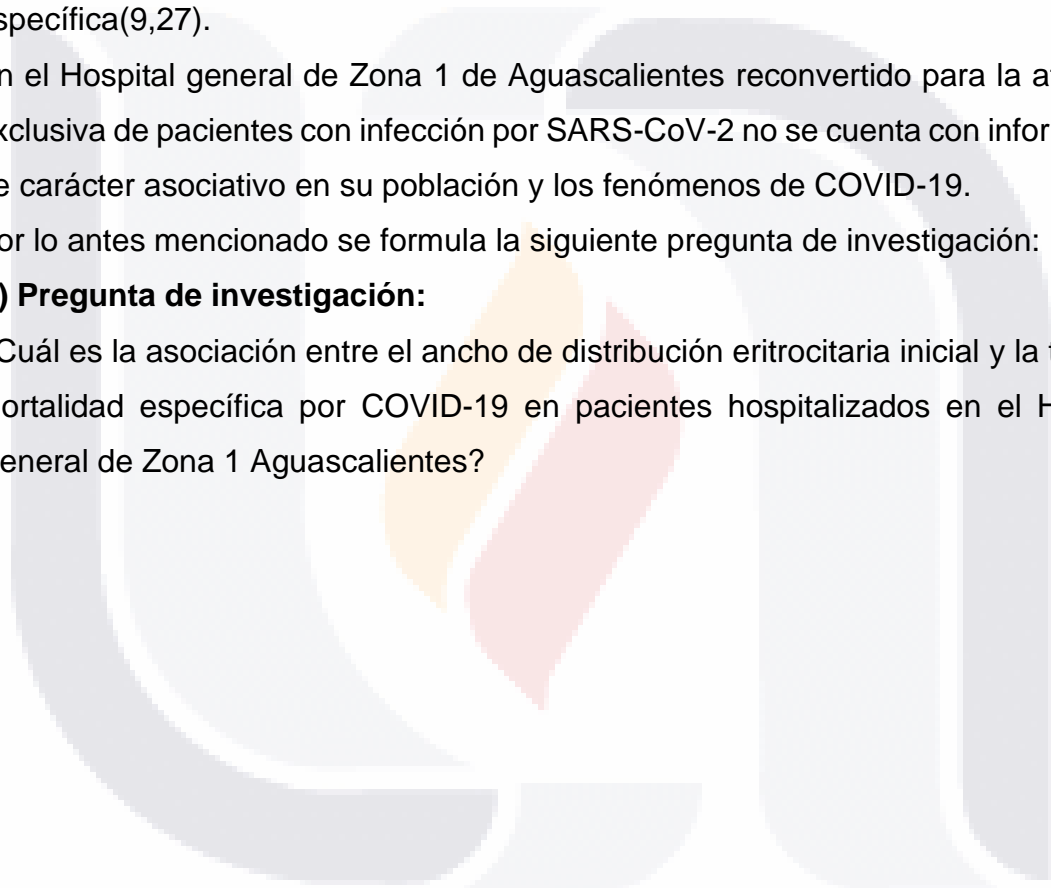 specífica(9,27).
n el Hospital general de Zona 1 de Aguascalientes reconvertido para la a
xclusiva de pacientes con infección por SARS-CoV-2 no se cuenta con infor
e carácter asociativo en su población y los fenómenos de COVID-19.
or lo antes mencionado se formula la siguiente pregunta de investigación:
) Pregunta de investigación:
Cuál es la asociación entre el ancho de distribución eritrocitaria inicial y la
ortalidad específica por COVID-19 en pacientes hospitalizados en el H
eneral de Zona 1 Aguascalientes?